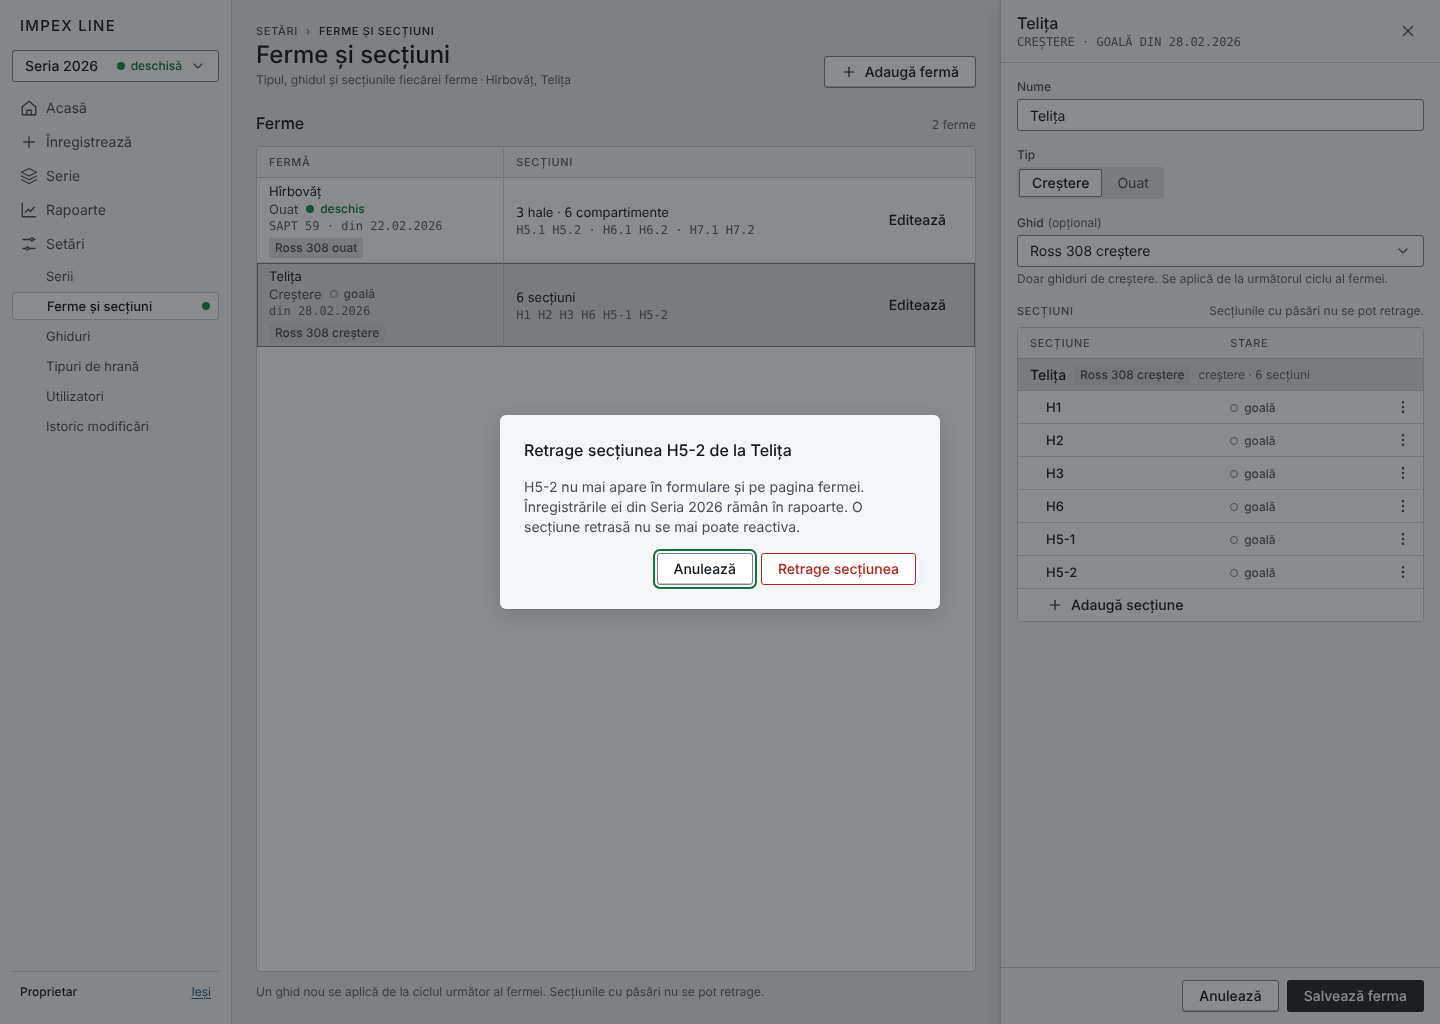 IMPEX LINE
Seria 2026 deschisă
Acasă
Înregistrează
Serie
Rapoarte
Setări
Serii
Ferme și secțiuni
Ghiduri
Tipuri de hrană
Utilizatori
Istoric modificări
Proprietar Ieși
SETĂRI › FERME ȘI SECȚIUNI
Ferme și secțiuni
Tipul, ghidul și secțiunile fiecărei ferme · Hîrbovăț, Telița
Adaugă fermă
Ferme 2 ferme
FERMĂ SECȚIUNI
Hîrbovăț
Ouat deschis
SAPT 59 · din 22.02.2026
Ross 308 ouat
3 hale · 6 compartimente
H5.1 H5.2 · H6.1 H6.2 · H7.1 H7.2
Editează
Telița
Creștere goală
din 28.02.2026
Ross 308 creștere
6 secțiuni
H1 H2 H3 H6 H5-1 H5-2
Editează
Un ghid nou se aplică de la ciclul următor al fermei. Secțiunile cu păsări nu se pot retrage.
Retrage secțiunea H5-2 de la Telița
H5-2 nu mai apare în formulare și pe pagina fermei.
Înregistrările ei din Seria 2026 rămân în rapoarte. O
secțiune retrasă nu se mai poate reactiva.
Anulează Retrage secțiunea
Telița
CREȘTERE · GOALĂ DIN 28.02.2026
Nume
Telița
Tip
Creștere Ouat
Ghid (opțional)
Ross 308 creștere
Doar ghiduri de creștere. Se aplică de la următorul ciclu al fermei.
SECȚIUNI Secțiunile cu păsări nu se pot retrage.
SECȚIUNE STARE
Telița Ross 308 creștere creștere · 6 secțiuni
H1 goală
H2 goală
H3 goală
H6 goală
H5-1 goală
H5-2 goală
Adaugă secțiune
Anulează Salvează ferma